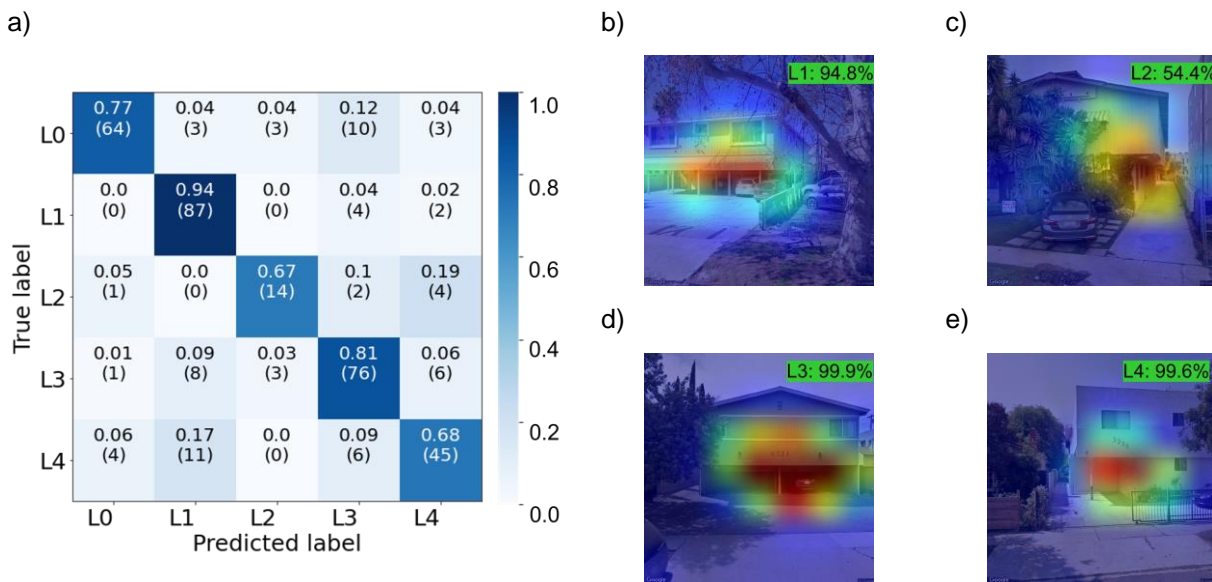 a)
b)
c)
1.0
0.8
0.6
0.4
0.2
0.0
True label
L0
L1
L2
L3
L4
0.77 0.04 0.04 0.12 0.04
(64) (3) (3) (10) (3)
0.0 0.94 0.0 0.04 0.02
(0) (87) (0) (4) (2)
0.05 0.0 0.67 0.1 0.19
(1) (0) (14) (2) (4)
0.01 0.09 0.03 0.81 0.06
(1) (8) (3) (76) (6)
0.06 0.17 0.0 0.09 0.68
(4) (11) (0) (6) (45)
L0 L1 L2 L3 L4
Predicted label
L1: 94.8%
Google
L2: 54.4%
Google
d)
e)
L3: 99.9%
Google
L4: 99.6%
Google